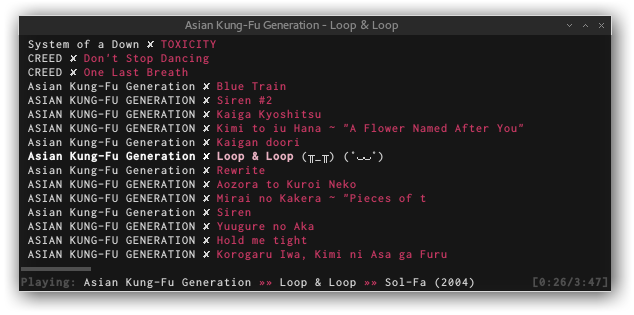 Asian Kung-Fu Generation - Loop & Loop
System of a Down ✘ TOXICITY
CREED ✘ Don't Stop Dancing
CREED ✘ One Last Breath
Asian Kung-Fu Generation ✘ Blue Train
ASIAN KUNG-FU GENERATION ✘ Siren #2
ASIAN KUNG-FU GENERATION ✘ Kaiga Kyoshitsu
ASIAN KUNG-FU GENERATION ✘ Kimi to iu Hana ~ "A Flower Named After You"
ASIAN KUNG-FU GENERATION ✘ Kaigan doori
Asian Kung-Fu Generation ✘ Loop & Loop (╥_╥) (˚◡◡˚)
ASIAN KUNG-FU GENERATION ✘ Rewrite
ASIAN KUNG-FU GENERATION ✘ Aozora to Kuroi Neko
ASIAN KUNG-FU GENERATION ✘ Mirai no Kakera ~ "Pieces of t
ASIAN KUNG-FU GENERATION ✘ Siren
ASIAN KUNG-FU GENERATION ✘ Yuugure no Aka
ASIAN KUNG-FU GENERATION ✘ Hold me tight
ASIAN KUNG-FU GENERATION ✘ Korogaru Iwa, Kimi ni Asa ga Furu
Playing: Asian Kung-Fu Generation »» Loop & Loop »» Sol-Fa (2004) [0:26/3:47]